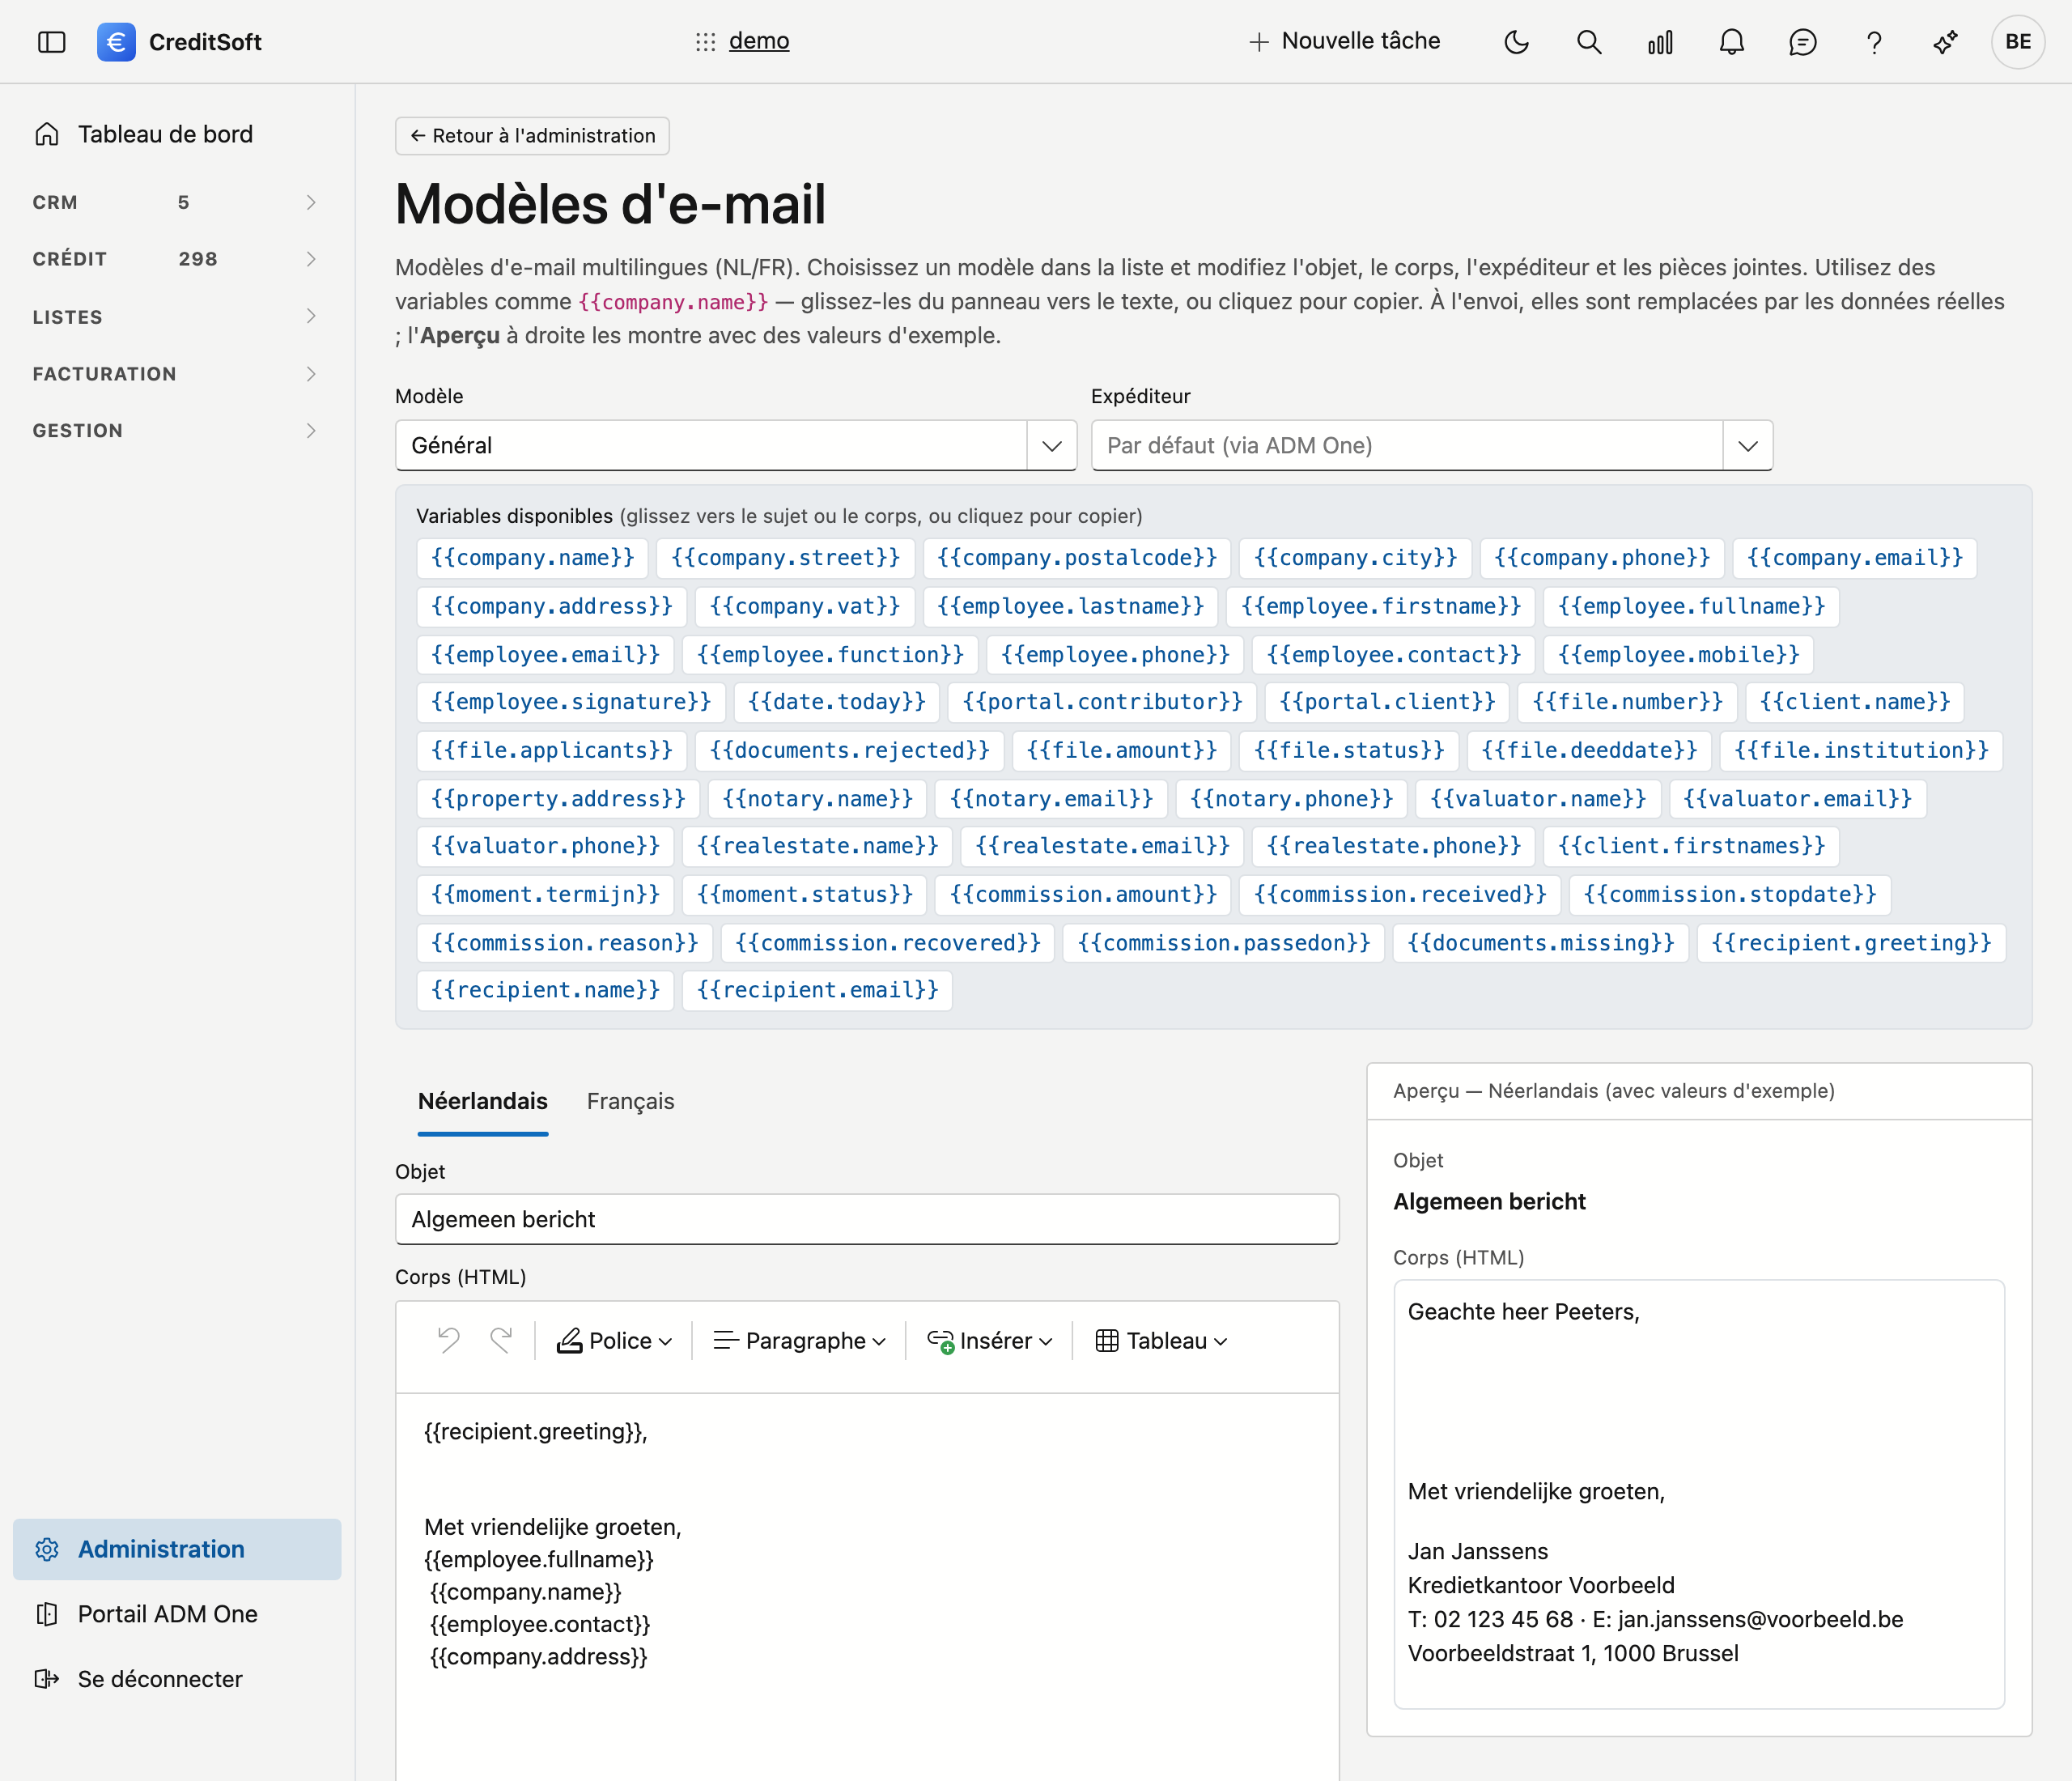 € CreditSoft
demo
Nouvelle tâche
BE
Tableau de bord
CRM 5
CRÉDIT 298
LISTES
FACTURATION
GESTION
Administration
Portail ADM One
Se déconnecter
← Retour à l'administration
Modèles d'e-mail
Modèles d'e-mail multilingues (NL/FR). Choisissez un modèle dans la liste et modifiez l'objet, le corps, l'expéditeur et les pièces jointes. Utilisez des
variables comme {{company.name}} — glissez-les du panneau vers le texte, ou cliquez pour copier. À l'envoi, elles sont remplacées par les données réelles
; l'Aperçu à droite les montre avec des valeurs d'exemple.
Modèle
Général
Expéditeur
Par défaut (via ADM One)
Variables disponibles (glissez vers le sujet ou le corps, ou cliquez pour copier)
{{company.name}} {{company.street}} {{company.postalcode}} {{company.city}} {{company.phone}} {{company.email}}
{{company.address}} {{company.vat}} {{employee.lastname}} {{employee.firstname}} {{employee.fullname}}
{{employee.email}} {{employee.function}} {{employee.phone}} {{employee.contact}} {{employee.mobile}}
{{employee.signature}} {{date.today}} {{portal.contributor}} {{portal.client}} {{file.number}} {{client.name}}
{{file.applicants}} {{documents.rejected}} {{file.amount}} {{file.status}} {{file.deeddate}} {{file.institution}}
{{property.address}} {{notary.name}} {{notary.email}} {{notary.phone}} {{valuator.name}} {{valuator.email}}
{{valuator.phone}} {{realestate.name}} {{realestate.email}} {{realestate.phone}} {{client.firstnames}}
{{moment.termijn}} {{moment.status}} {{commission.amount}} {{commission.received}} {{commission.stopdate}}
{{commission.reason}} {{commission.recovered}} {{commission.passedon}} {{documents.missing}} {{recipient.greeting}}
{{recipient.name}} {{recipient.email}}
Néerlandais Français
Objet
Algemeen bericht
Corps (HTML)
Police Paragraphe Insérer Tableau
{{recipient.greeting}},
Met vriendelijke groeten,
{{employee.fullname}}
{{company.name}}
{{employee.contact}}
{{company.address}}
Aperçu — Néerlandais (avec valeurs d'exemple)
Objet
Algemeen bericht
Corps (HTML)
Geachte heer Peeters,
Met vriendelijke groeten,
Jan Janssens
Kredietkantoor Voorbeeld
T: 02 123 45 68 · E: jan.janssens@voorbeeld.be
Voorbeeldstraat 1, 1000 Brussel